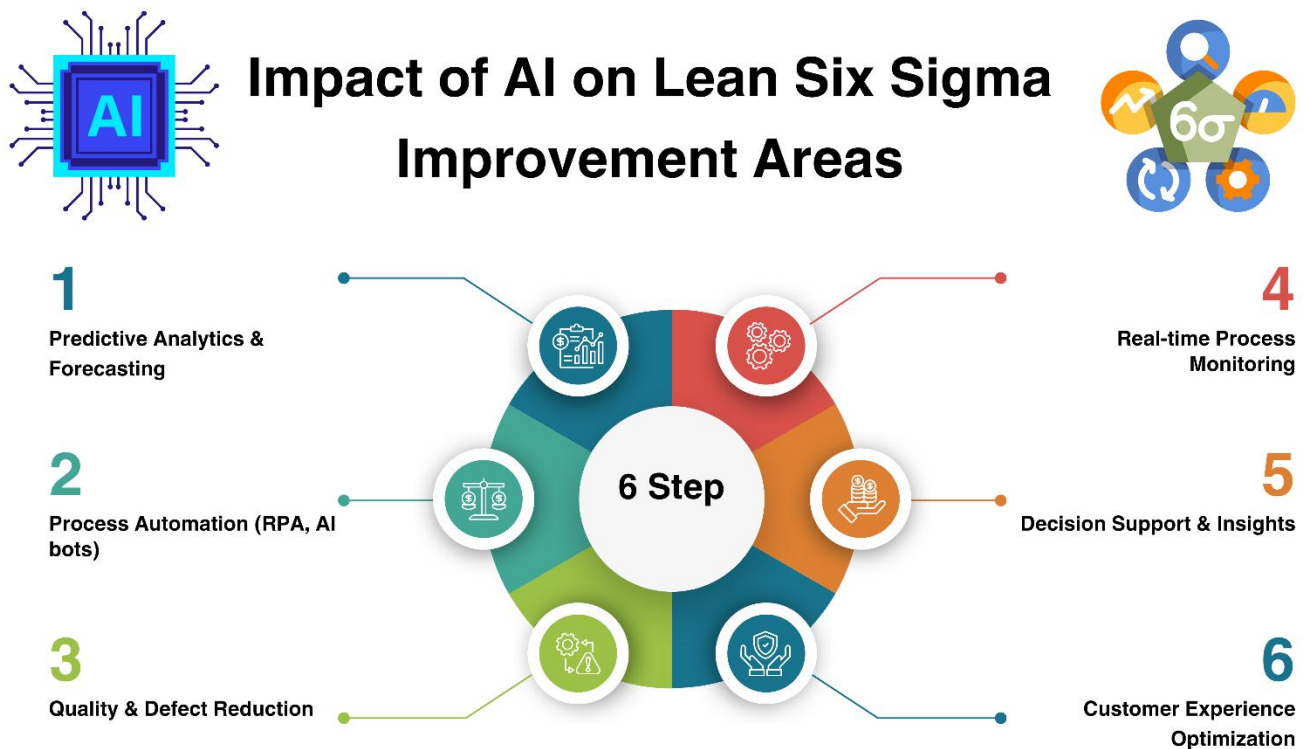 AI
Impact of AI on Lean Six Sigma
Improvement Areas
6σ
1
Predictive Analytics &
Forecasting
2
Process Automation (RPA, AI
bots)
3
Quality & Defect Reduction
6 Step
4
Real-time Process
Monitoring
5
Decision Support & Insights
6
Customer Experience
Optimization